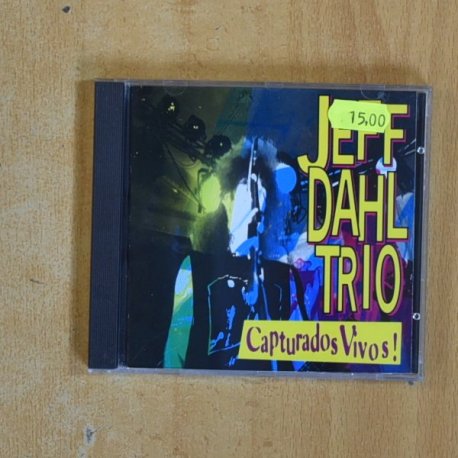 15,00
JEFF
DAHL
TRIO
Capturados Vivos!